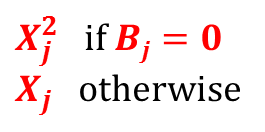 X_j^2 if B_j = 0
X_j otherwise